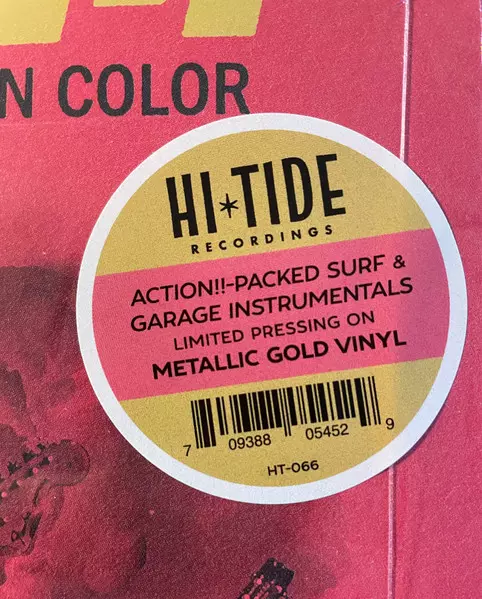 N COLOR
HI*TIDE
RECORDINGS
ACTION!!-PACKED SURF &
GARAGE INSTRUMENTALS
LIMITED PRESSING ON
METALLIC GOLD VINYL
7 09388 05452 9
HT-066